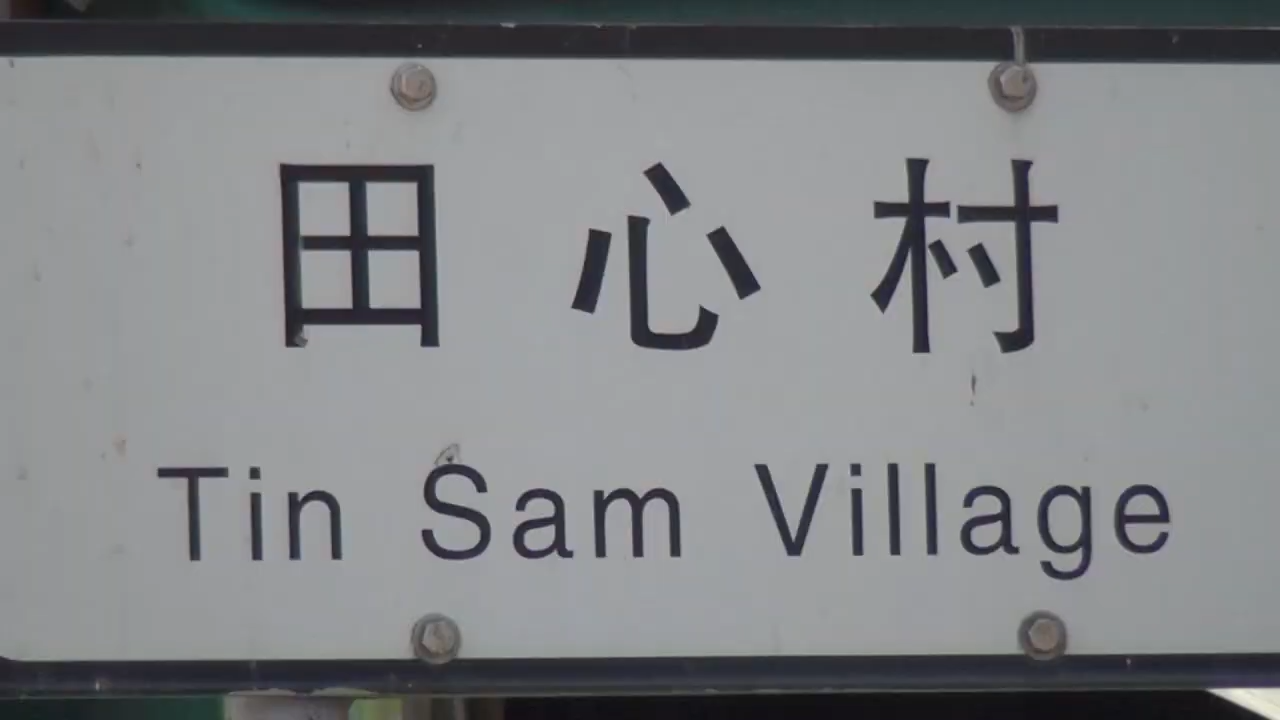 田心村
Tin Sam Village